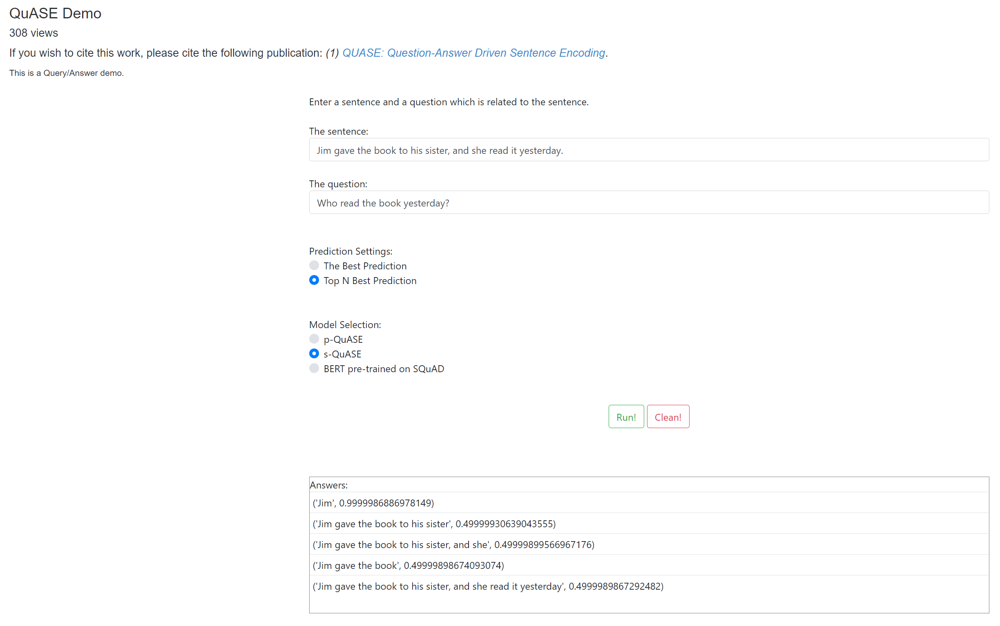 QuASE Demo
308 views
If you wish to cite this work, please cite the following publication: (1) QUASE: Question-Answer Driven Sentence Encoding.
This is a Query/Answer demo.
Enter a sentence and a question which is related to the sentence.
The sentence:
Jim gave the book to his sister, and she read it yesterday.
The question:
Who read the book yesterday?
Prediction Settings:
The Best Prediction
Top N Best Prediction
Model Selection:
p-QuASE
s-QuASE
BERT pre-trained on SQuAD
Run! Clean!
Answers:
('Jim', 0.9999986886978149)
('Jim gave the book to his sister', 0.49999930639043555)
('Jim gave the book to his sister, and she', 0.49999899566967176)
('Jim gave the book', 0.49999898674093074)
('Jim gave the book to his sister, and she read it yesterday', 0.4999989867292482)